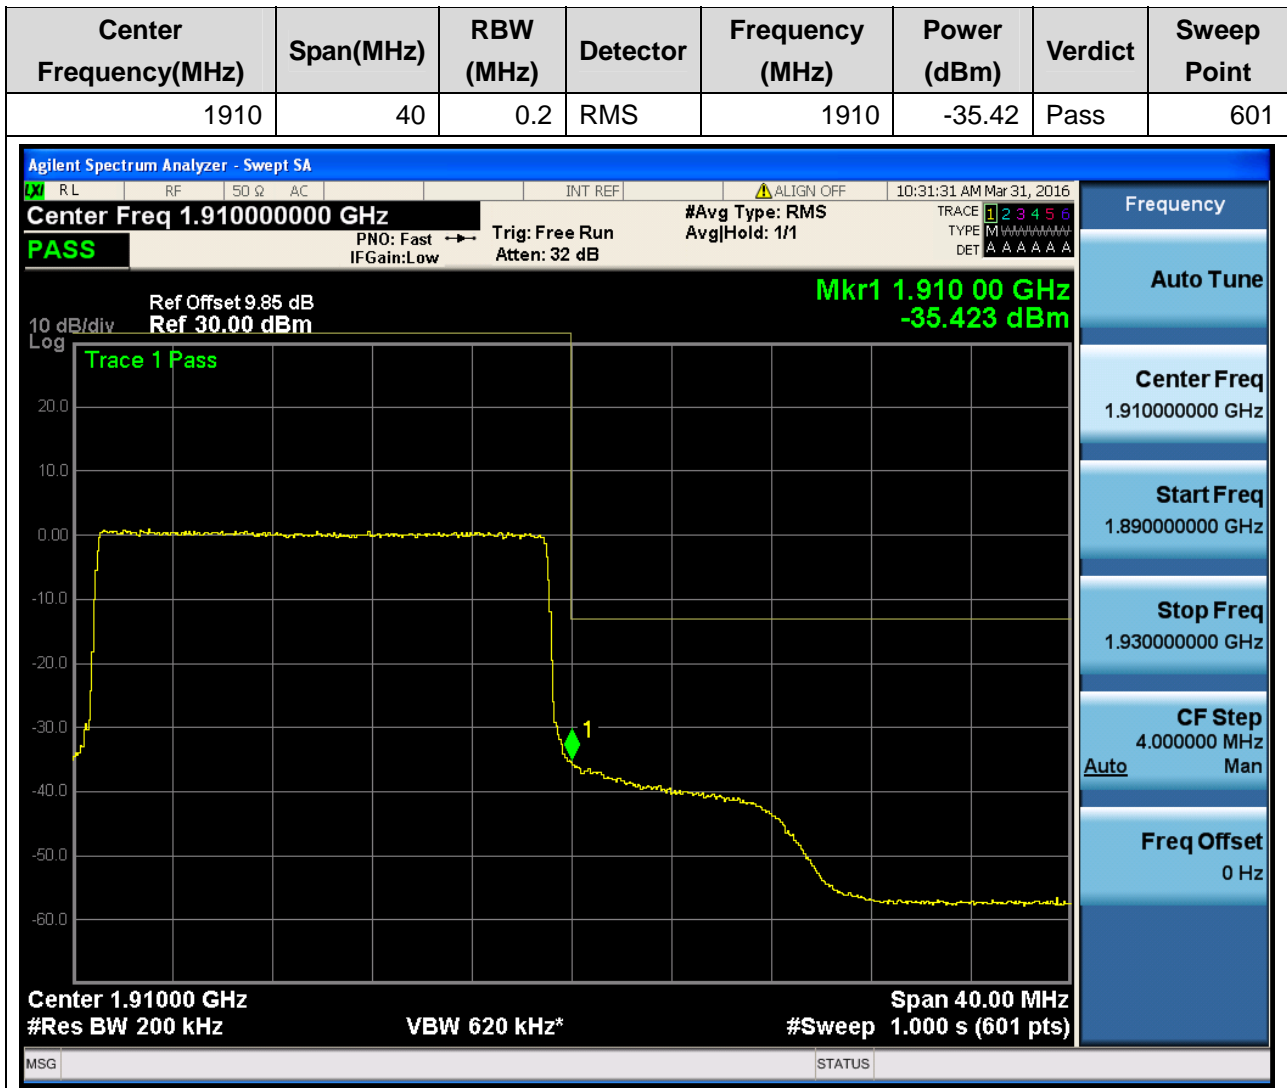 Center Frequency(MHz) Span(MHz) RBW (MHz) Detector Frequency (MHz) Power (dBm) Verdict Sweep Point
1910 40 0.2 RMS 1910 -35.42 Pass 601
Agilent Spectrum Analyzer - Swept SA
LXI RL RF 50 Ω AC INT REF ALIGN OFF 10:31:31 AM Mar 31, 2016
Center Freq 1.910000000 GHz
#Avg Type: RMS
TRACE 1 2 3 4 5 6
PASS
PNO: Fast
Trig: Free Run
Avg|Hold: 1/1
TYPE M
IFGain:Low
Atten: 32 dB
DET A A A A A A
Mkr1 1.910 00 GHz
-35.423 dBm
Ref Offset 9.85 dB
10 dB/div Ref 30.00 dBm
Log
Trace 1 Pass
20.0
10.0
0.00
-10.0
-20.0
-30.0
1
-40.0
-50.0
-60.0
Center 1.91000 GHz Span 40.00 MHz
#Res BW 200 kHz VBW 620 kHz* #Sweep 1.000 s (601 pts)
MSG STATUS
Frequency
Auto Tune
Center Freq
1.910000000 GHz
Start Freq
1.890000000 GHz
Stop Freq
1.930000000 GHz
CF Step
4.000000 MHz
Auto Man
Freq Offset
0 Hz